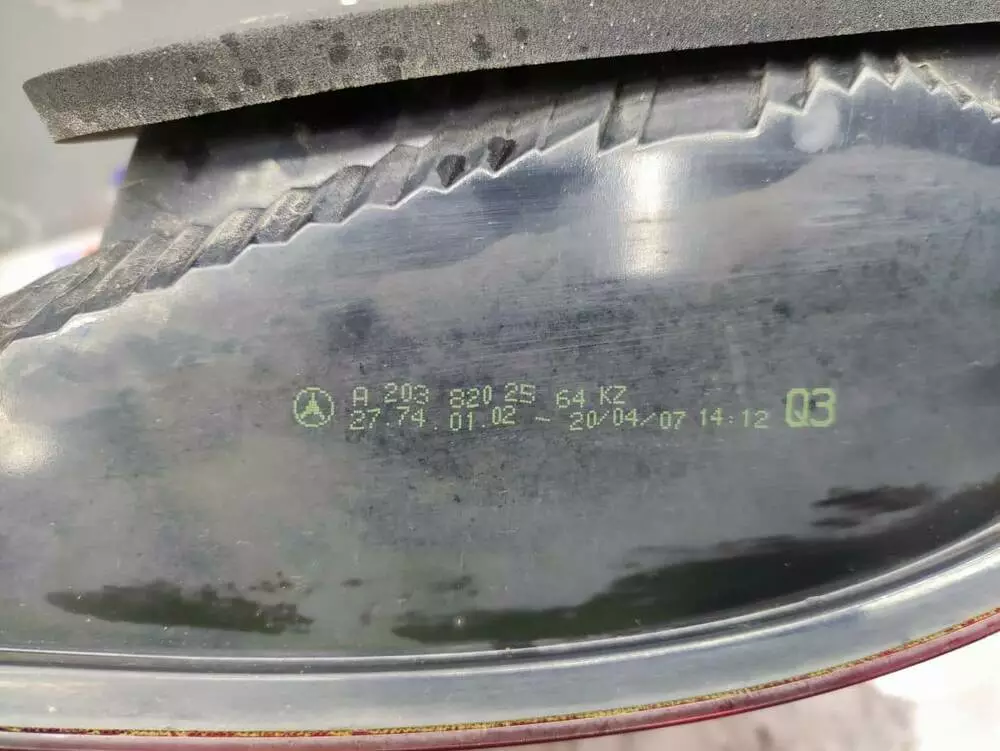 A 203 820 25 64 KZ
27.74.01.02 - 20/04/07 14:12 Q3